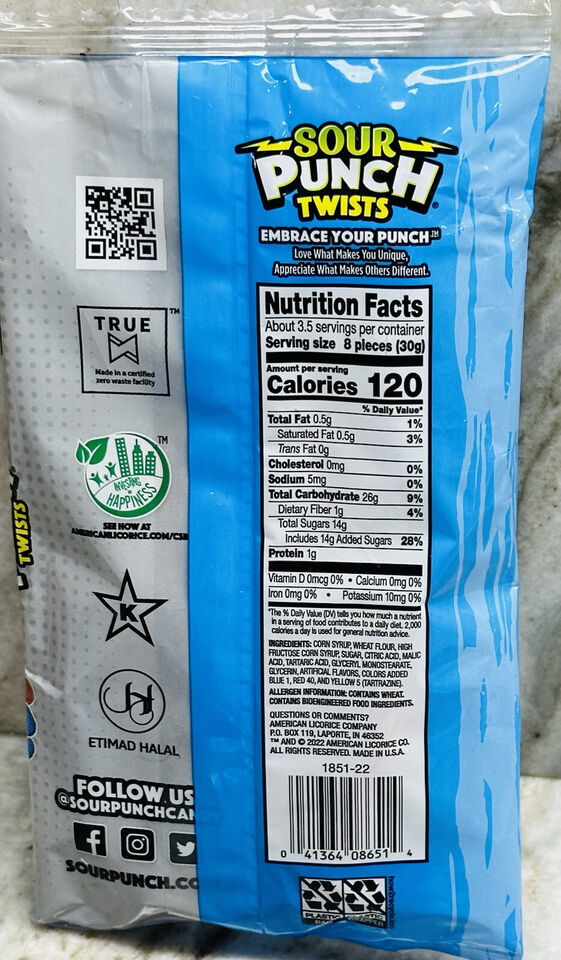 SOUR
PUNCH®
TWISTS
EMBRACE YOUR PUNCH™
Love What Makes You Unique,
Appreciate What Makes Others Different.
TRUE ™
Made in a certified
zero waste facility
™
INVESTING
IN
HAPPINESS
SEE HOW AT
AMERICANLICORICE.COM/CSR
K
ETIMAD HALAL
FOLLOW US
@SOURPUNCHCA
SOURPUNCH.CO
TWISTS
Nutrition Facts
About 3.5 servings per container
Serving size 8 pieces (30g)
Amount per serving
Calories 120
% Daily Value*
Total Fat 0.5g 1%
Saturated Fat 0.5g 3%
Trans Fat 0g
Cholesterol 0mg 0%
Sodium 5mg 0%
Total Carbohydrate 26g 9%
Dietary Fiber 1g 4%
Total Sugars 14g
Includes 14g Added Sugars 28%
Protein 1g
Vitamin D 0mcg 0% • Calcium 0mg 0%
Iron 0mg 0% • Potassium 10mg 0%
*The % Daily Value (DV) tells you how much a nutrient
in a serving of food contributes to a daily diet. 2,000
calories a day is used for general nutrition advice.
INGREDIENTS: CORN SYRUP, WHEAT FLOUR, HIGH
FRUCTOSE CORN SYRUP, SUGAR, CITRIC ACID, MALIC
ACID, TARTARIC ACID, GLYCERYL MONOSTEARATE,
GLYCERIN, ARTIFICIAL FLAVORS, COLORS ADDED
BLUE 1, RED 40, AND YELLOW 5 (TARTRAZINE).
ALLERGEN INFORMATION: CONTAINS WHEAT.
CONTAINS BIOENGINEERED FOOD INGREDIENTS.
QUESTIONS OR COMMENTS?
AMERICAN LICORICE COMPANY
P.O. BOX 119, LAPORTE, IN 46352
™ AND © 2022 AMERICAN LICORICE CO.
ALL RIGHTS RESERVED. MADE IN U.S.A.
1851-22
0 41364 08651 4
PLASTIC PLASTIC
BAG WRAPPER